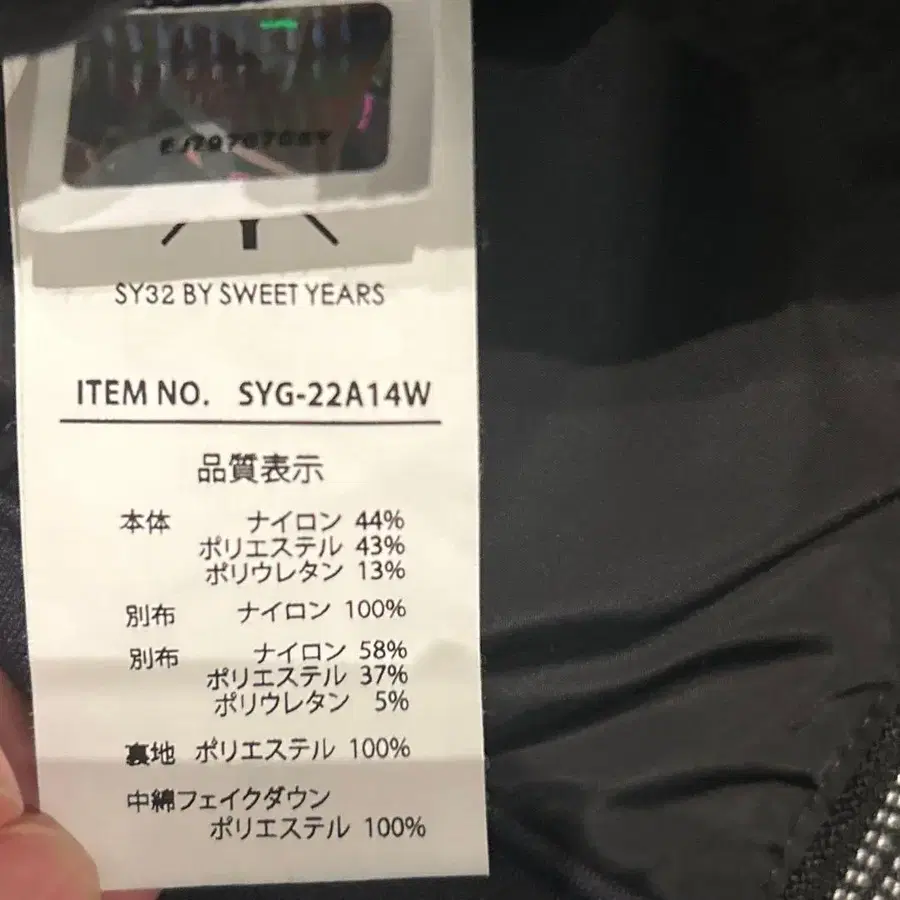 SY32 BY SWEET YEARS
ITEM NO. SYG-22A14W
品質表示
本体 ナイロン 44%
ポリエステル 43%
ポリウレタン 13%
別布 ナイロン 100%
別布 ナイロン 58%
ポリエステル 37%
ポリウレタン 5%
裏地 ポリエステル 100%
中綿フェイクダウン
ポリエステル 100%